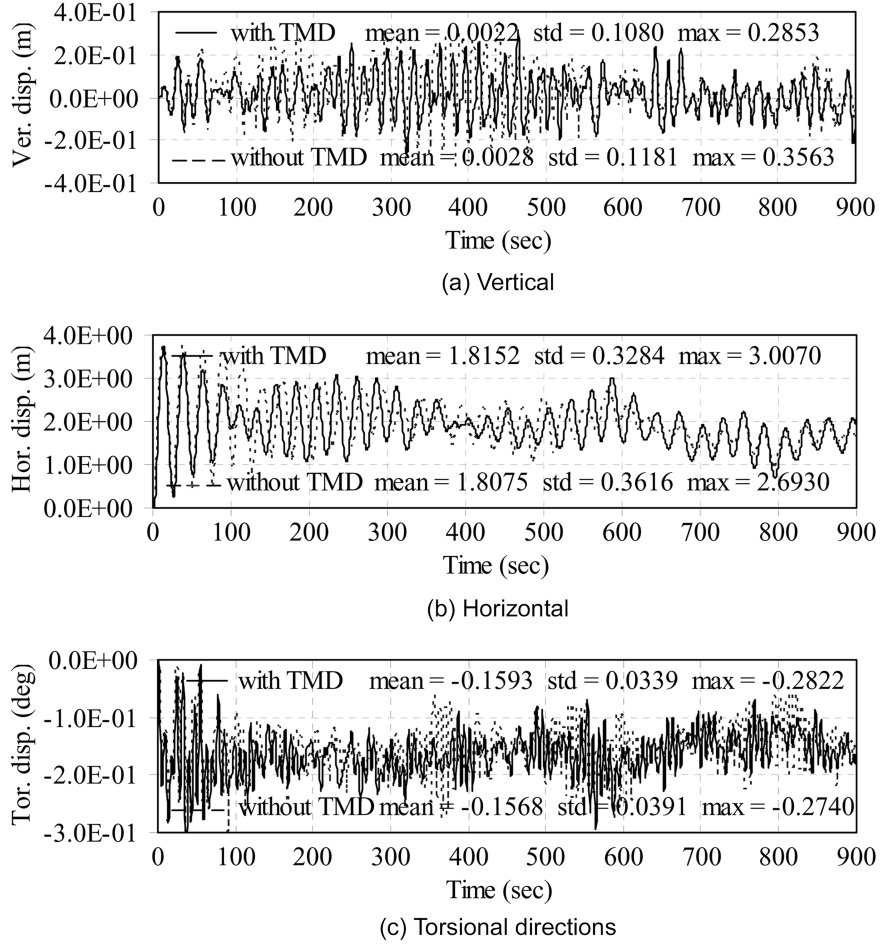 4.0E-01
with TMD mean = 0.0022 std = 0.1080 max = 0.2853
2.0E-01
0.0E+00
-2.0E-01
without TMD mean = 0.0028 std = 0.1181 max = 0.3563
-4.0E-01
Ver. disp. (m)
0 100 200 300 400 500 600 700 800 900
Time (sec)
(a) Vertical
4.0E+00
with TMD mean = 1.8152 std = 0.3284 max = 3.0070
3.0E+00
2.0E+00
1.0E+00
without TMD mean = 1.8075 std = 0.3616 max = 2.6930
0.0E+00
Hor. disp. (m)
0 100 200 300 400 500 600 700 800 900
Time (sec)
(b) Horizontal
0.0E+00
with TMD mean = -0.1593 std = 0.0339 max = -0.2822
-1.0E-01
-2.0E-01
without TMD mean = -0.1568 std = 0.0391 max = -0.2740
-3.0E-01
Tor. disp. (deg)
0 100 200 300 400 500 600 700 800 900
Time (sec)
(c) Torsional directions